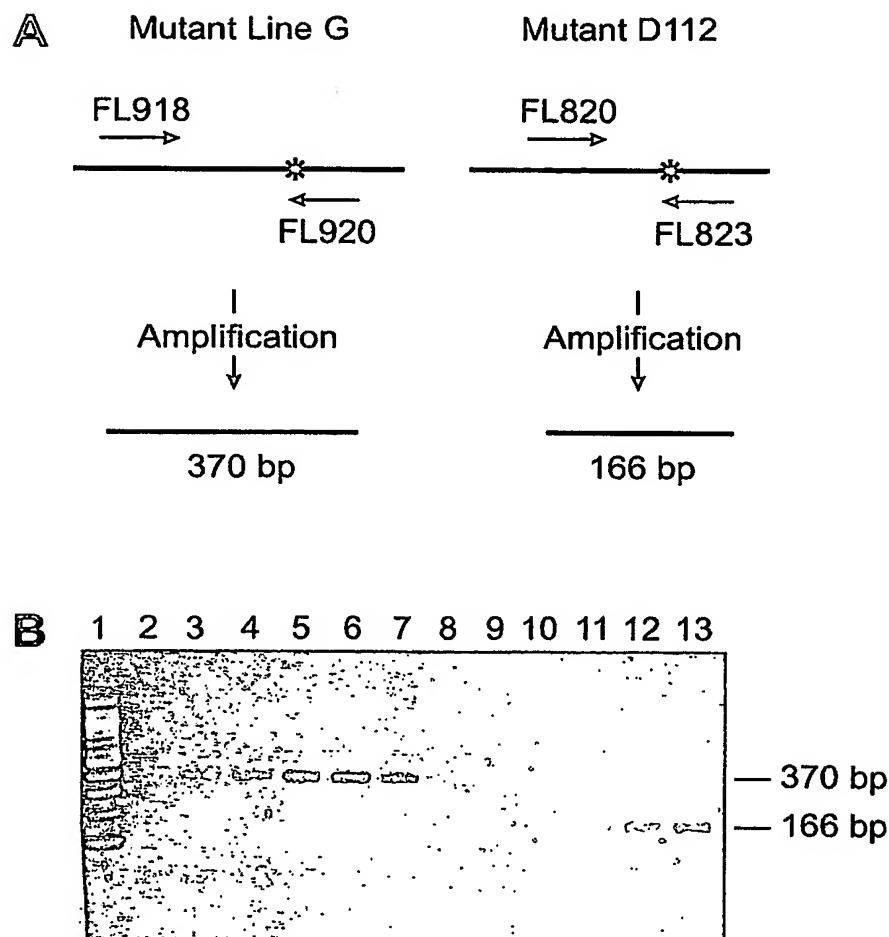 A
Mutant Line G
Mutant D112
FL918
FL820
FL920
FL823
Amplification
Amplification
370 bp
166 bp
B
1 2 3 4 5 6 7 8 9 10 11 12 13
370 bp
166 bp